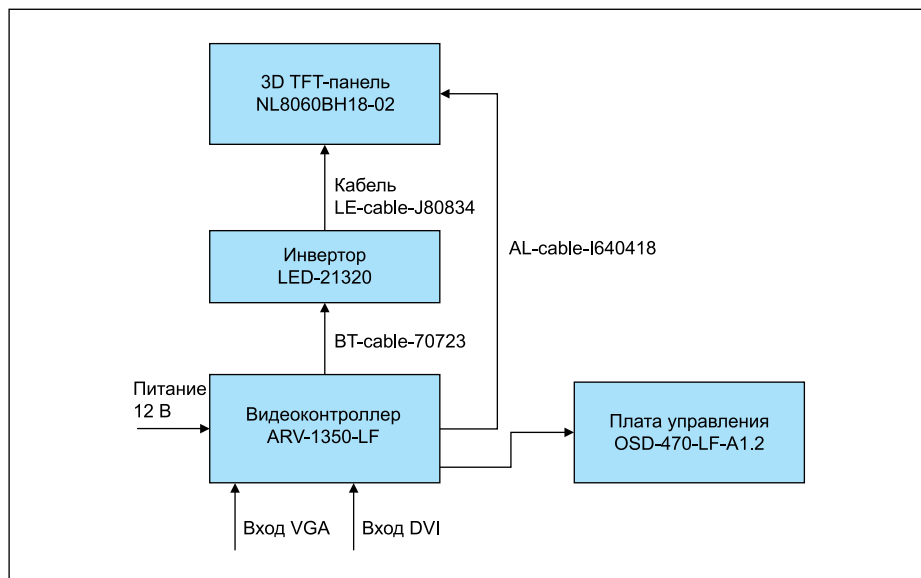 3D TFT-панель
NL8060BH18-02
Кабель
LE-cable-J80834
AL-cable-I640418
Инвертор
LED-21320
BT-cable-70723
Питание
12 В
Видеоконтроллер
ARV-1350-LF
Плата управления
OSD-470-LF-A1.2
Вход VGA
Вход DVI